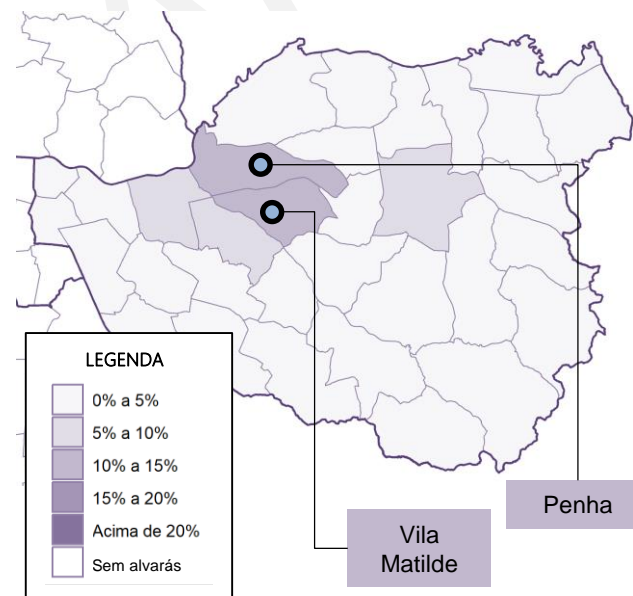 LEGENDA
0% a 5%
5% a 10%
10% a 15%
15% a 20%
Acima de 20%
Sem alvarás
Penha
Vila
Matilde